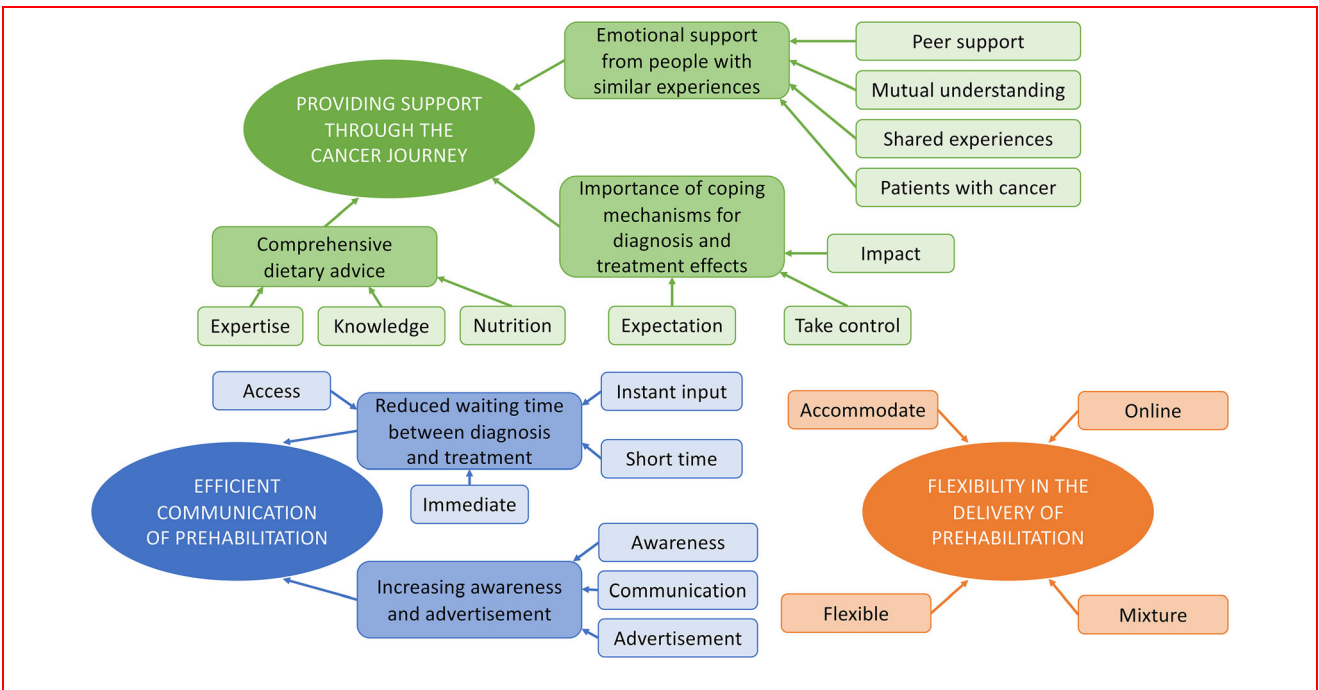 Emotional support
from people with
similar experiences
Peer support
Mutual understanding
Shared experiences
Patients with cancer
PROVIDING SUPPORT
THROUGH THE
CANCER JOURNEY
Importance of coping
mechanisms for
diagnosis and
treatment effects
Impact
Comprehensive
dietary advice
Expertise
Knowledge
Nutrition
Expectation
Take control
Access
Reduced waiting time
between diagnosis
and treatment
Instant input
Short time
Immediate
EFFICIENT
COMMUNICATION
OF PREHABILITATION
Increasing awareness
and advertisement
Awareness
Communication
Advertisement
Accommodate
Online
FLEXIBILITY IN THE
DELIVERY OF
PREHABILITATION
Flexible
Mixture